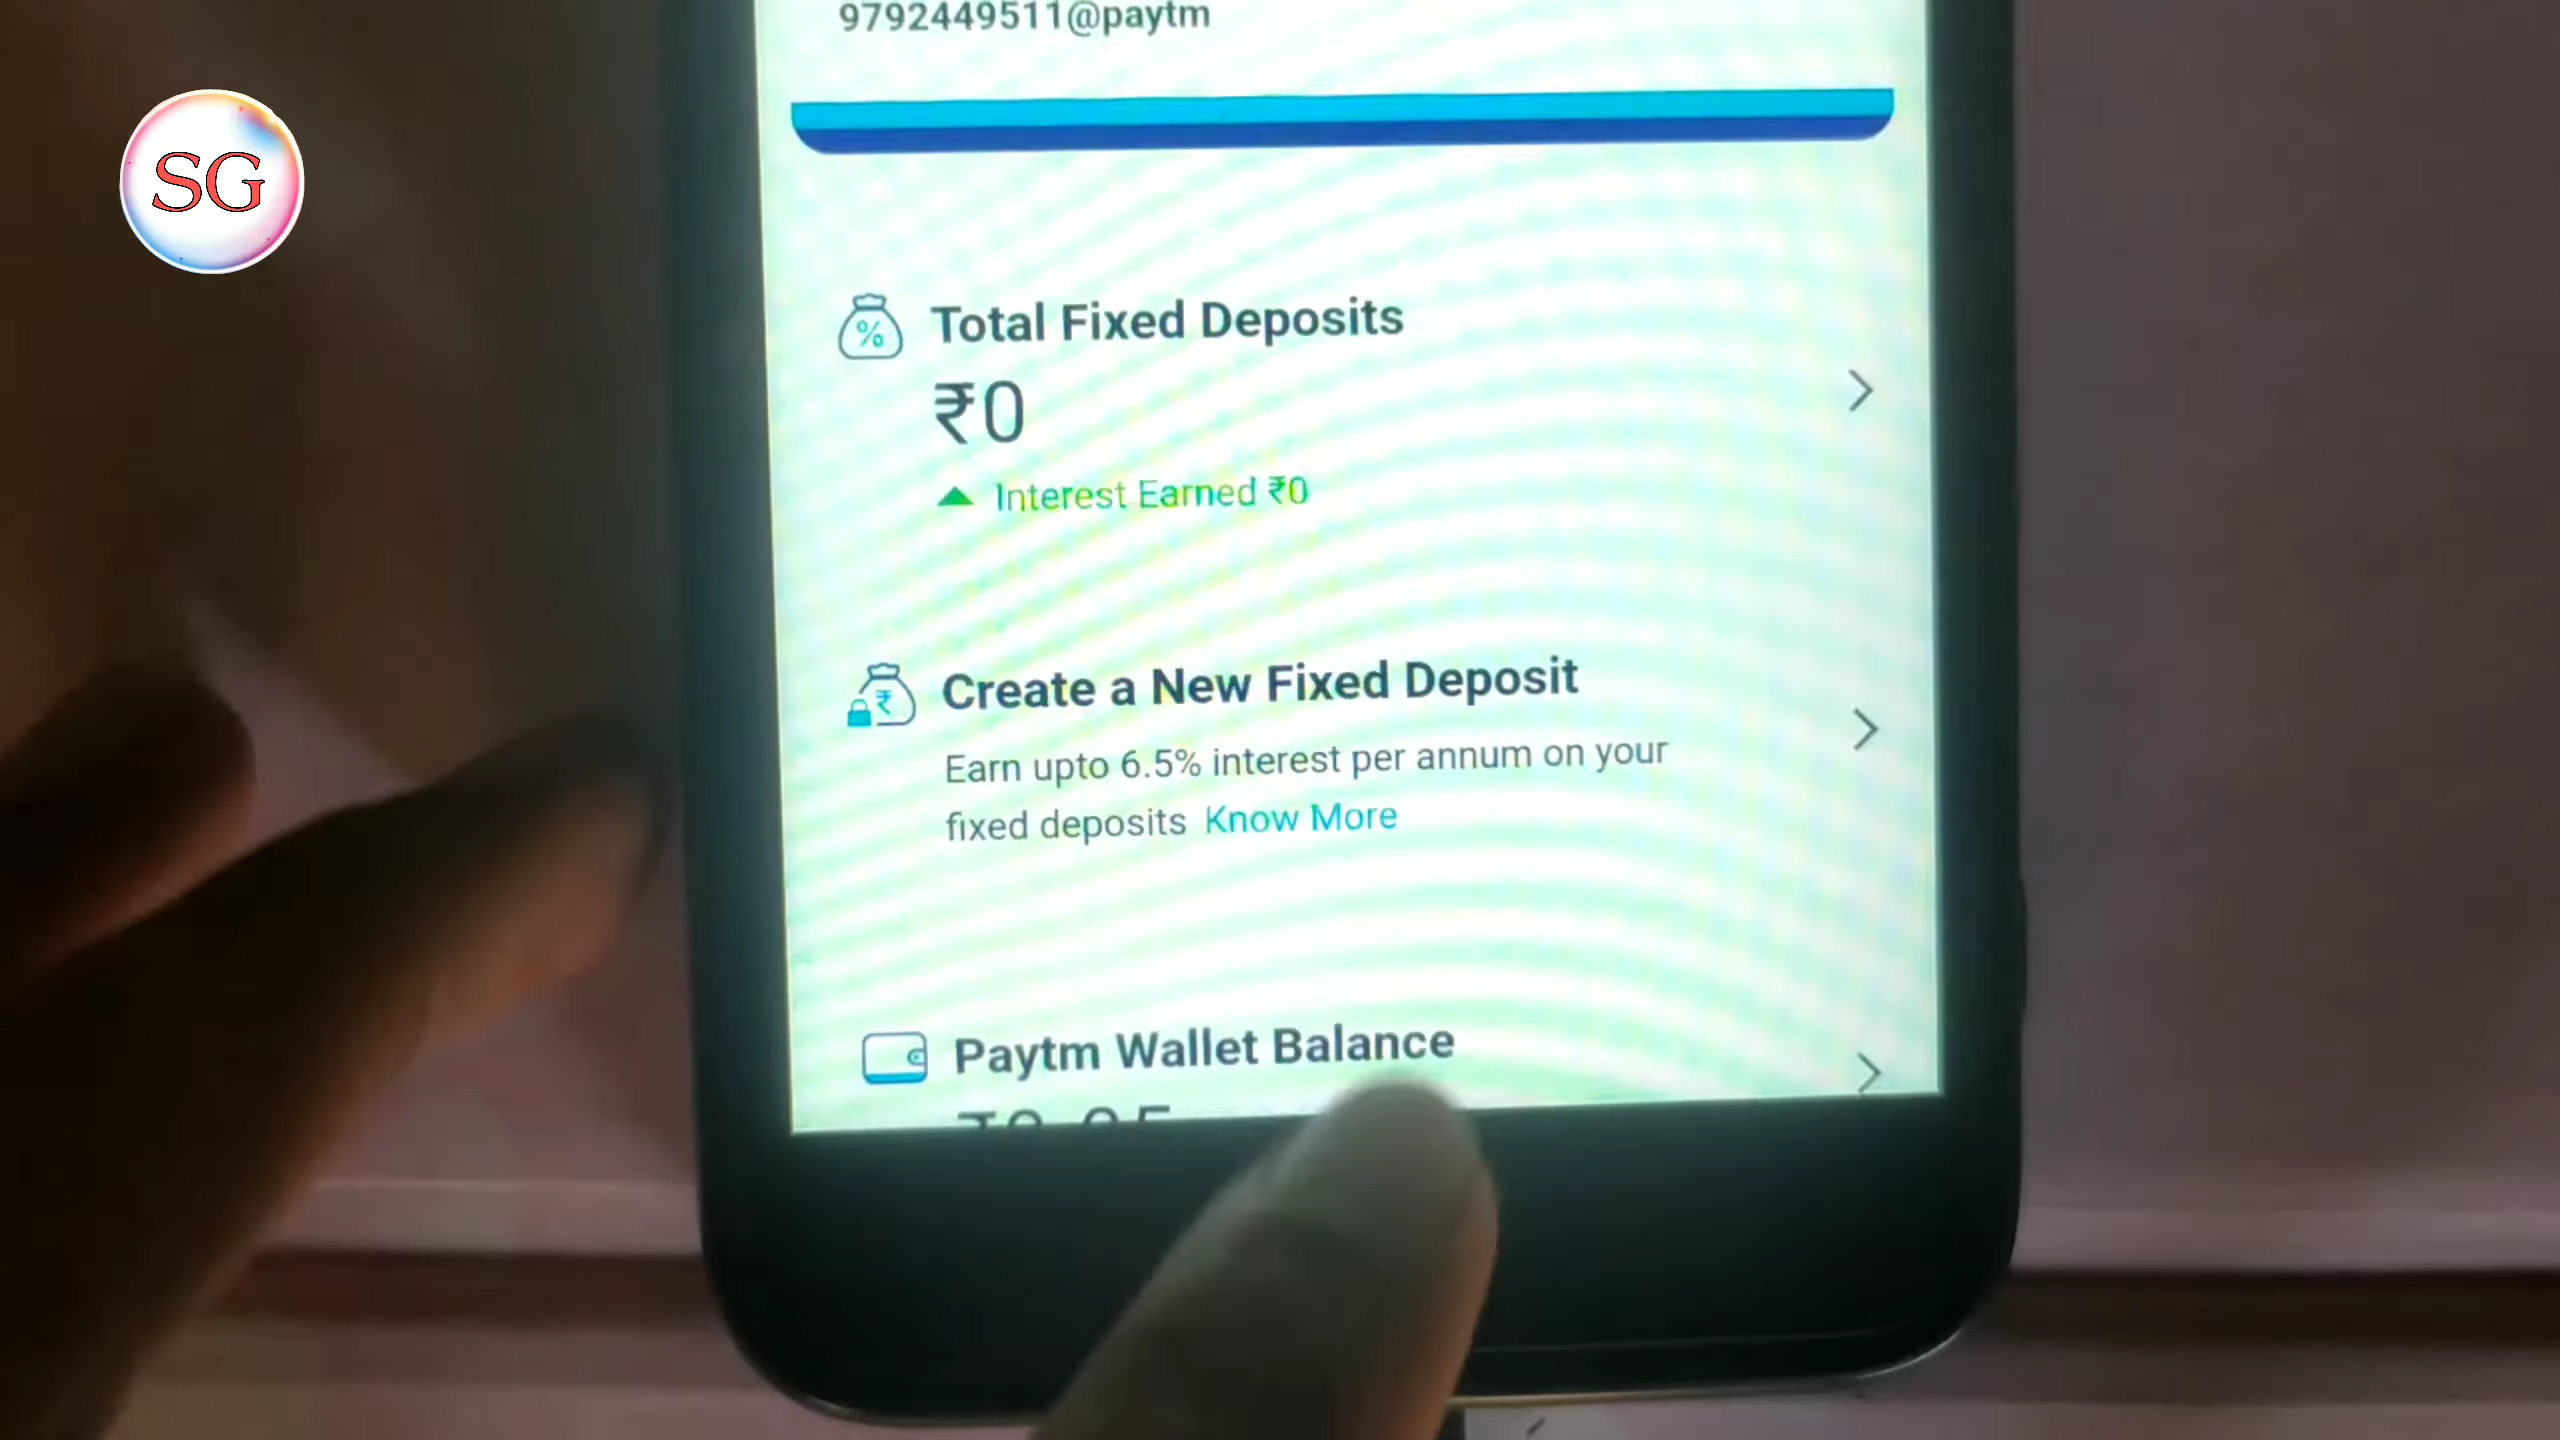 9792449511@paytm
SG
Total Fixed Deposits
₹0
Interest Earned ₹0
Create a New Fixed Deposit
Earn upto 6.5% interest per annum on your
fixed deposits Know More
Paytm Wallet Balance